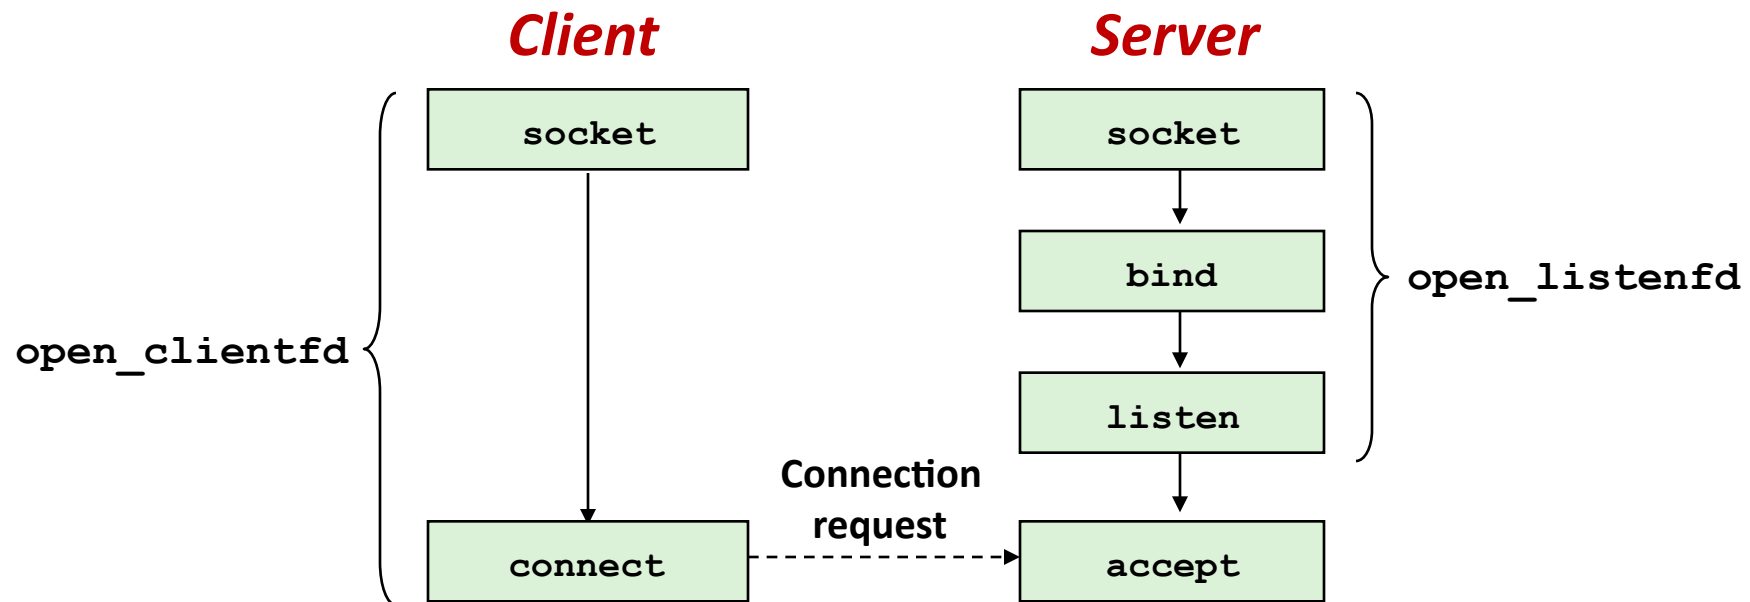 Client
Server
socket
socket
bind
open_listenfd
open_clientfd
listen
Connection
request
connect
accept